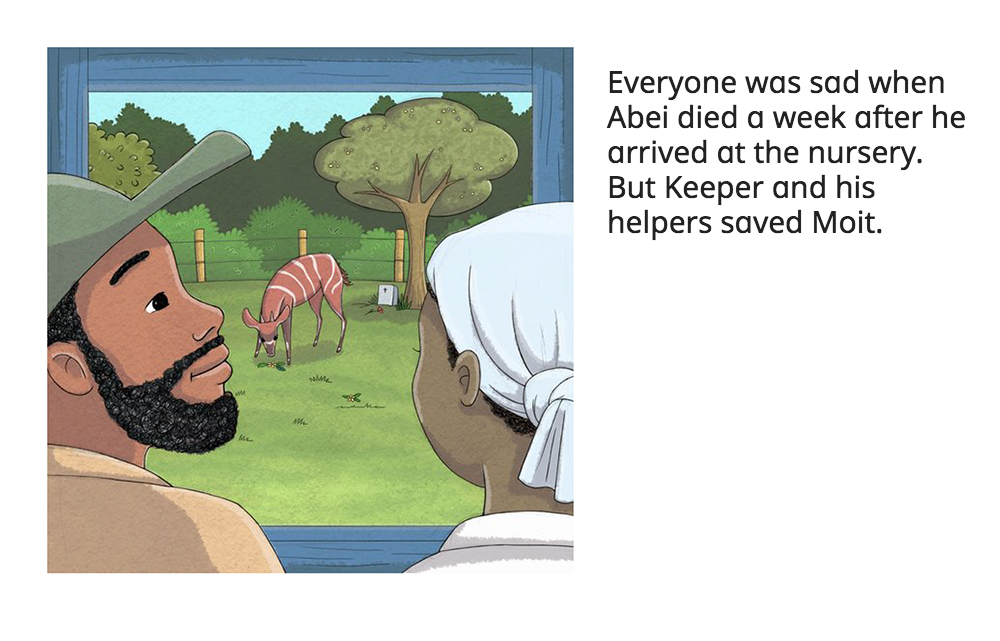 Everyone was sad when
Abei died a week after he
arrived at the nursery.
But Keeper and his
helpers saved Moit.